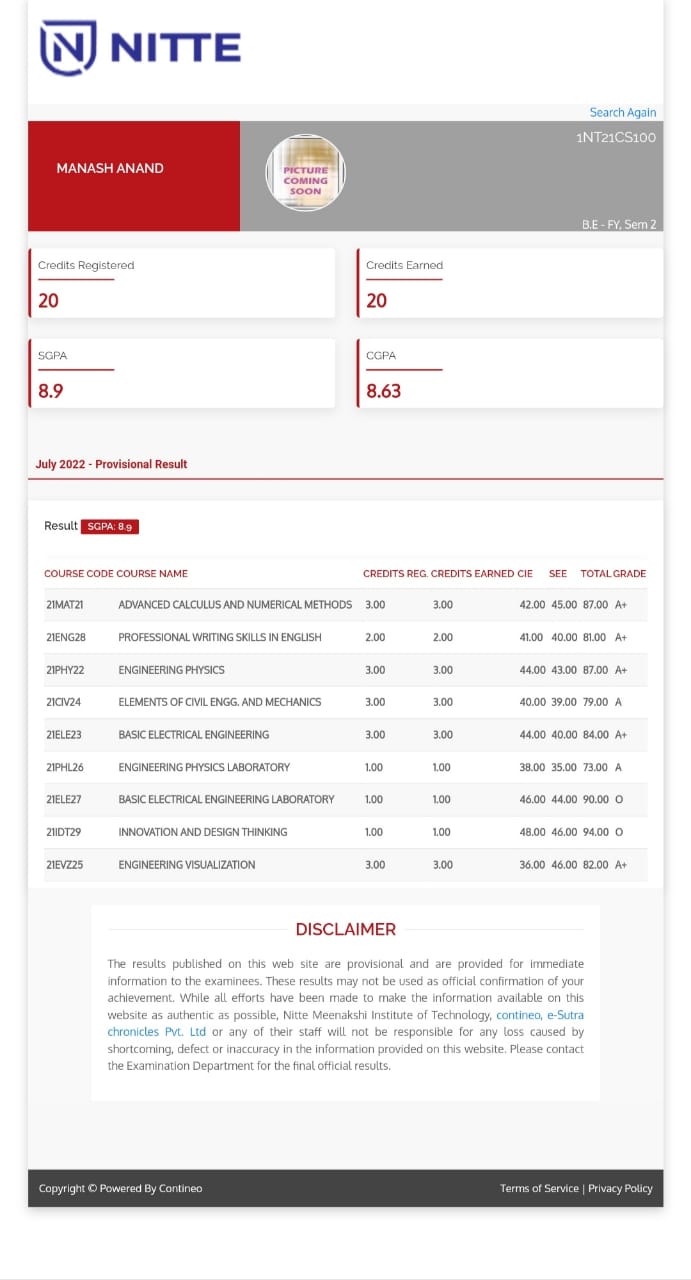 NITTE
Search Again
MANASH ANAND
PICTURE
COMING
SOON
1NT21CS100
B.E - FY, Sem 2
Credits Registered
20
Credits Earned
20
SGPA
8.9
CGPA
8.63
July 2022 - Provisional Result
Result SGPA: 8.9
COURSE CODE COURSE NAME CREDITS REG. CREDITS EARNED CIE SEE TOTAL GRADE
21MAT21 ADVANCED CALCULUS AND NUMERICAL METHODS 3.00 3.00 42.00 45.00 87.00 A+
21ENG28 PROFESSIONAL WRITING SKILLS IN ENGLISH 2.00 2.00 41.00 40.00 81.00 A+
21PHY22 ENGINEERING PHYSICS 3.00 3.00 44.00 43.00 87.00 A+
21CIV24 ELEMENTS OF CIVIL ENGG. AND MECHANICS 3.00 3.00 40.00 39.00 79.00 A
21ELE23 BASIC ELECTRICAL ENGINEERING 3.00 3.00 44.00 40.00 84.00 A+
21PHL26 ENGINEERING PHYSICS LABORATORY 1.00 1.00 38.00 35.00 73.00 A
21ELE27 BASIC ELECTRICAL ENGINEERING LABORATORY 1.00 1.00 46.00 44.00 90.00 O
21IDT29 INNOVATION AND DESIGN THINKING 1.00 1.00 48.00 46.00 94.00 O
21EVZ25 ENGINEERING VISUALIZATION 3.00 3.00 36.00 46.00 82.00 A+
DISCLAIMER
The results published on this web site are provisional and are provided for immediate
information to the examinees. These results may not be used as official confirmation of your
achievement. While all efforts have been made to make the information available on this
website as authentic as possible, Nitte Meenakshi Institute of Technology, contineo, e-Sutra
chronicles Pvt. Ltd or any of their staff will not be responsible for any loss caused by
shortcoming, defect or inaccuracy in the information provided on this website. Please contact
the Examination Department for the final official results.
Copyright © Powered By Contineo
Terms of Service | Privacy Policy